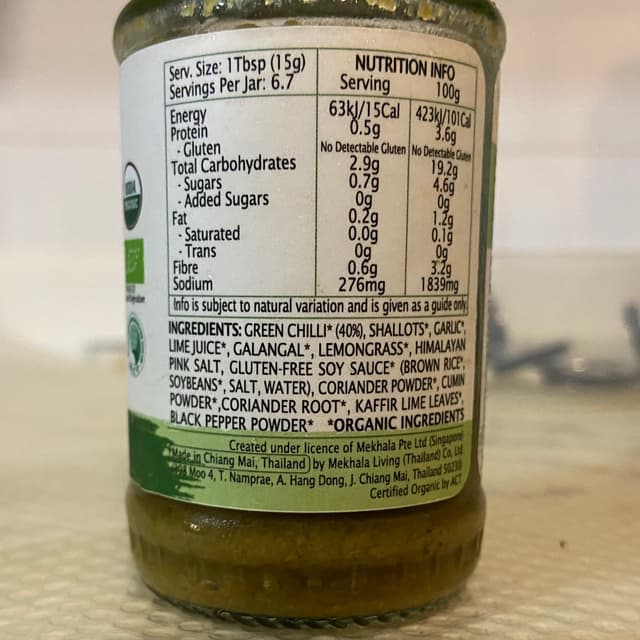 Serv. Size: 1Tbsp (15g)
Servings Per Jar: 6.7
NUTRITION INFO
Serving 100g
Energy 63kJ/15Cal 423kJ/101Cal
Protein 0.5g 3.6g
- Gluten No Detectable Gluten No Detectable Gluten
Total Carbohydrates 2.9g 19.2g
- Sugars 0.7g 4.6g
- Added Sugars 0g 0g
Fat 0.2g 1.2g
- Saturated 0.0g 0.1g
- Trans 0g 0g
Fibre 0.6g 3.2g
Sodium 276mg 1839mg
Info is subject to natural variation and is given as a guide only
INGREDIENTS: GREEN CHILLI* (40%), SHALLOTS*, GARLIC*,
LIME JUICE*, GALANGAL*, LEMONGRASS*, HIMALAYAN
PINK SALT, GLUTEN-FREE SOY SAUCE* (BROWN RICE*,
SOYBEANS*, SALT, WATER), CORIANDER POWDER*, CUMIN
POWDER*,CORIANDER ROOT*, KAFFIR LIME LEAVES*,
BLACK PEPPER POWDER* *ORGANIC INGREDIENTS
Created under licence of Mekhala Pte Ltd (Singapore)
Made in Chiang Mai, Thailand by Mekhala Living (Thailand) Co, Ltd.
Moo 4, T. Namprae, A. Hang Dong, J. Chiang Mai, Thailand 50230
Certified Organic by ACT